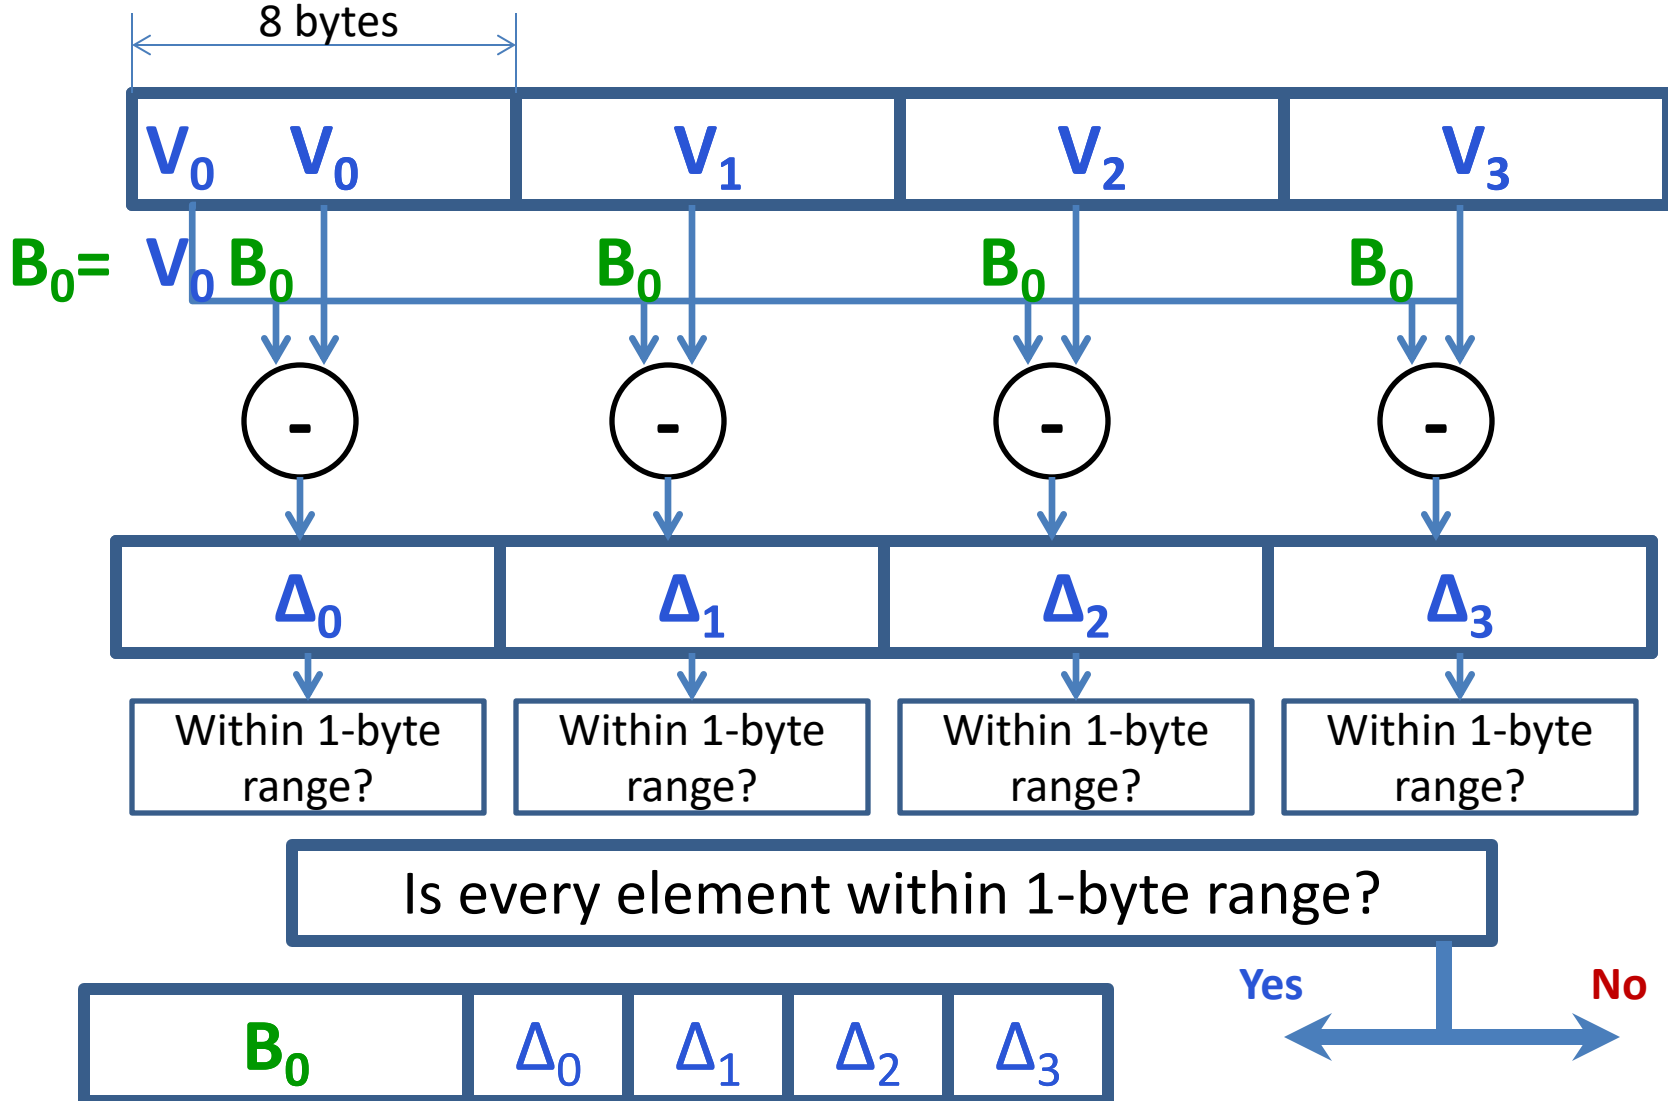 8 bytes
V₀ V₀ V₁ V₂ V₃
B₀= V₀ B₀ B₀ B₀ B₀
- - - -
Δ₀ Δ₁ Δ₂ Δ₃
Within 1-byte range?
Within 1-byte range?
Within 1-byte range?
Within 1-byte range?
Is every element within 1-byte range?
Yes No
B₀ Δ₀ Δ₁ Δ₂ Δ₃